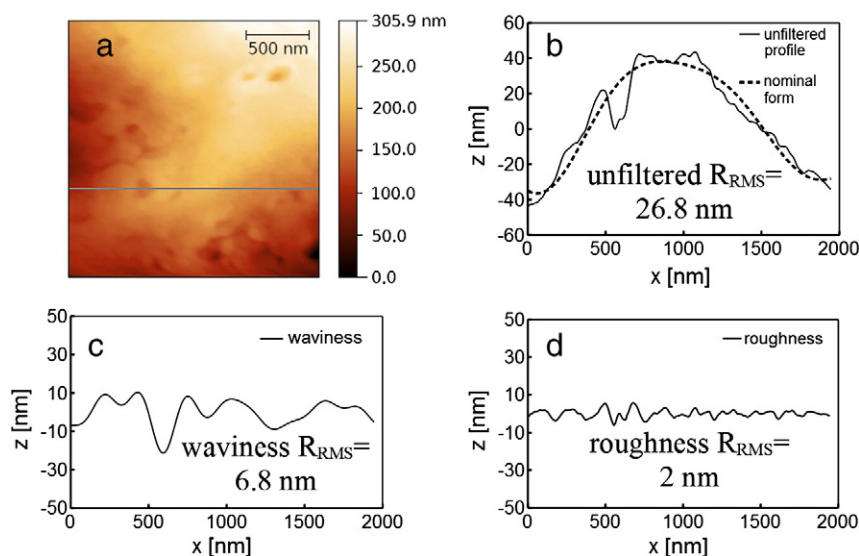 a
500 nm
305.9 nm
250.0
200.0
150.0
100.0
50.0
0.0
b
unfiltered
profile
nominal
form
60
40
20
0
-20
-40
-60
z [nm]
unfiltered RRMS=
26.8 nm
0 500 1000 1500 2000
x [nm]
c
waviness
50
30
10
-10
-30
-50
z [nm]
waviness RRMS=
6.8 nm
0 500 1000 1500 2000
x [nm]
d
roughness
50
30
10
-10
-30
-50
z [nm]
roughness RRMS=
2 nm
0 500 1000 1500 2000
x [nm]